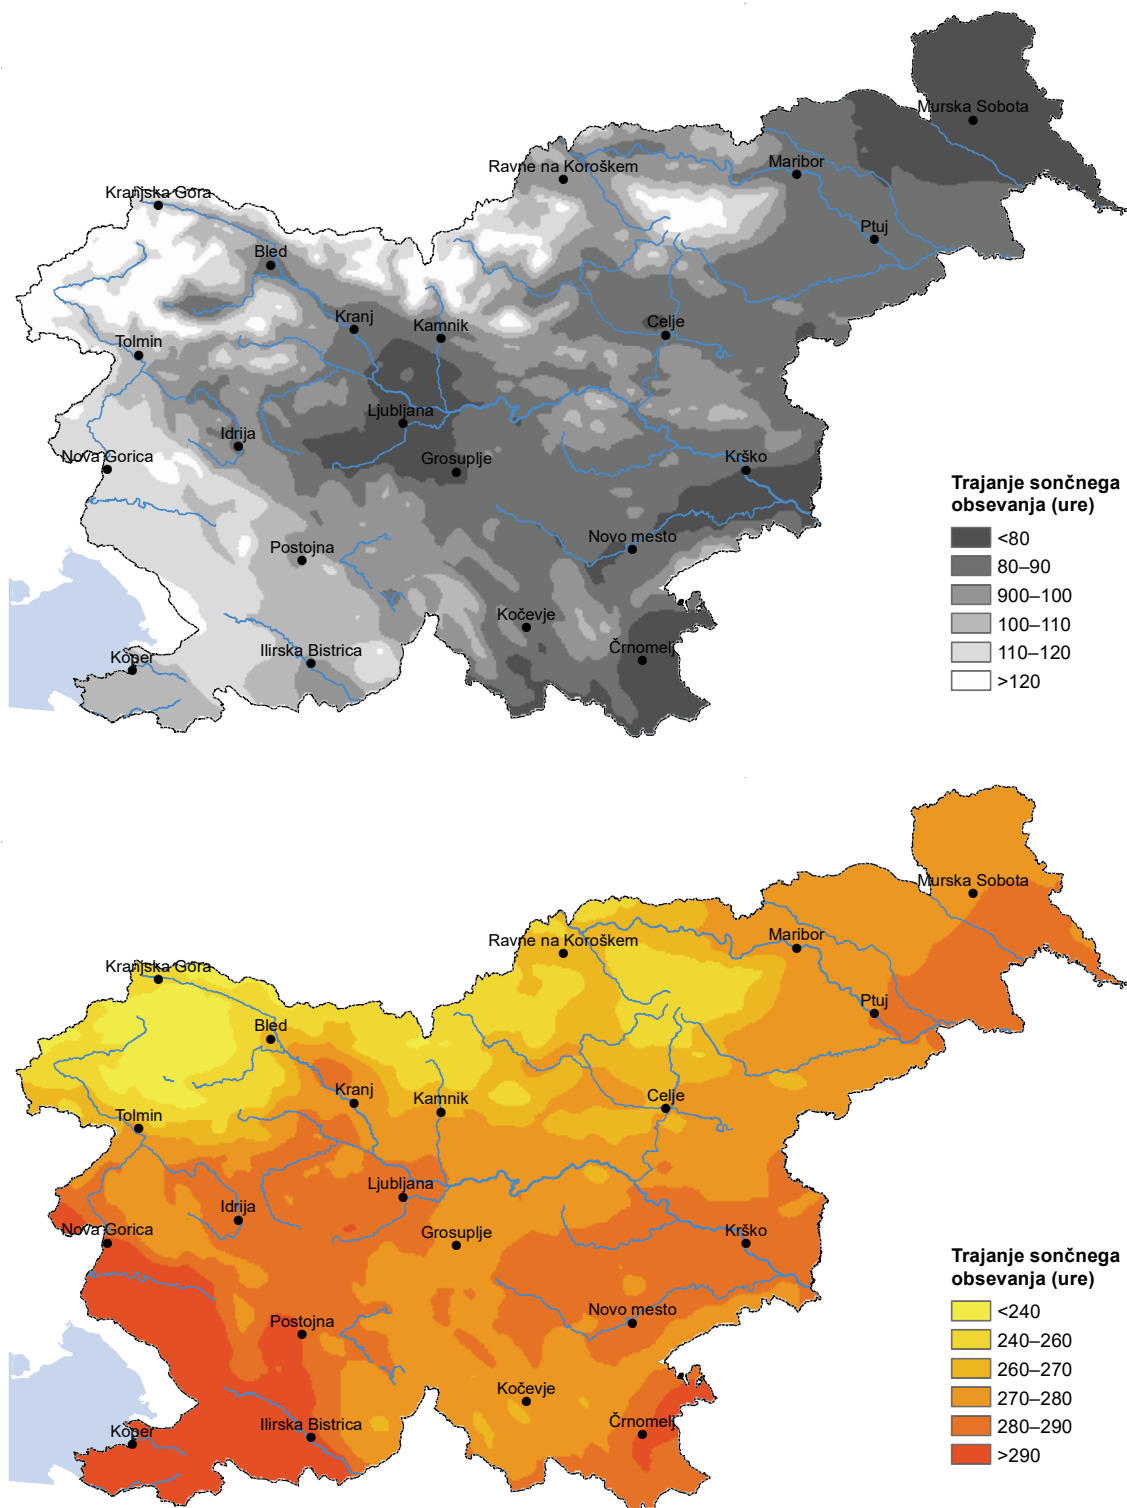 Murska Sobota
Maribor
Ravne na Koroškem
Kranjska Gora
Ptuj
Bled
Kranj
Kamnik
Celje
Tolmin
Ljubljana
Idrija
Nova Gorica
Grosuplje
Krško
Novo mesto
Postojna
Kočevje
Črnomelj
Ilirska Bistrica
Koper
Trajanje sončnega
obsevanja (ure)
<80
80–90
900–100
100–110
110–120
>120
Murska Sobota
Maribor
Ravne na Koroškem
Kranjska Gora
Ptuj
Bled
Kranj
Kamnik
Celje
Tolmin
Ljubljana
Idrija
Nova Gorica
Grosuplje
Krško
Novo mesto
Postojna
Kočevje
Črnomelj
Ilirska Bistrica
Koper
Trajanje sončnega
obsevanja (ure)
<240
240–260
260–270
270–280
280–290
>290